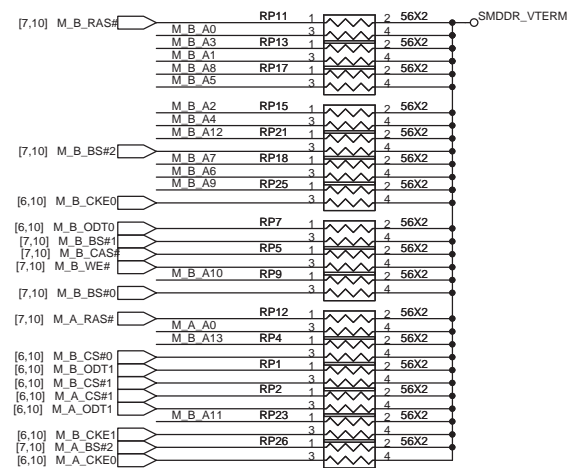 [7,10] M_B_RAS# RP11 1 2 56X2 SMDDR_VTERM
M_B_A0 3 4
M_B_A3 RP13 1 2 56X2
M_B_A1 3 4
M_B_A8 RP17 1 2 56X2
M_B_A5 3 4
M_B_A2 RP15 1 2 56X2
M_B_A4 3 4
M_B_A12 RP21 1 2 56X2
[7,10] M_B_BS#2 3 4
M_B_A7 RP18 1 2 56X2
M_B_A6 3 4
M_B_A9 RP25 1 2 56X2
[6,10] M_B_CKE0 3 4
[6,10] M_B_ODT0 RP7 1 2 56X2
[7,10] M_B_BS#1 3 4
[7,10] M_B_CAS# RP5 1 2 56X2
[7,10] M_B_WE# 3 4
M_B_A10 RP9 1 2 56X2
[7,10] M_B_BS#0 3 4
[7,10] M_A_RAS# RP12 1 2 56X2
M_A_A0 3 4
M_B_A13 RP4 1 2 56X2
[6,10] M_B_CS#0 3 4
[6,10] M_B_ODT1 RP1 1 2 56X2
[6,10] M_B_CS#1 3 4
[6,10] M_A_CS#1 RP2 1 2 56X2
[6,10] M_A_ODT1 3 4
M_B_A11 RP23 1 2 56X2
[6,10] M_B_CKE1 3 4
[7,10] M_A_BS#2 RP26 1 2 56X2
[6,10] M_A_CKE0 3 4